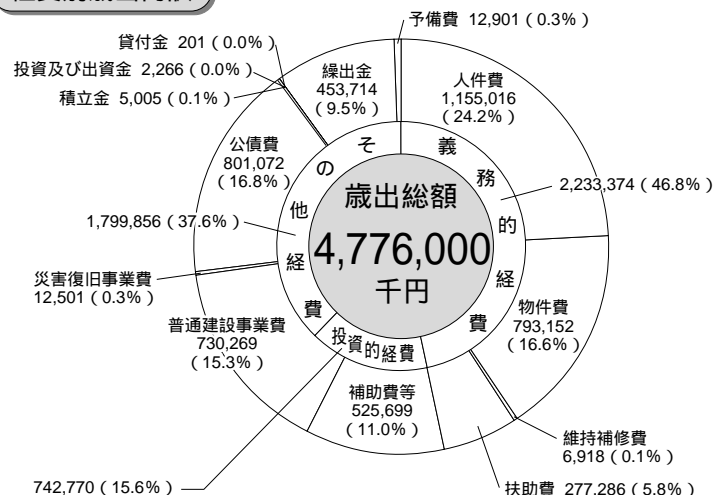 予備費 12,901(0.3%)
貸付金 201(0.0%)
投資及び出資金 2,266(0.0%)
積立金 5,005(0.1%)
繰出金
453,714
(9.5%)
人件費
1,155,016
(24.2%)
公債費
801,072
(16.8%)
義務的経費
2,233,374(46.8%)
その他経費
1,799,856(37.6%)
歳出総額
4,776,000
千円
災害復旧事業費
12,501(0.3%)
物件費
793,152
(16.6%)
普通建設事業費
730,269
(15.3%)
投資的経費
補助費等
525,699
(11.0%)
維持補修費
6,918(0.1%)
742,770(15.6%)
扶助費 277,286(5.8%)